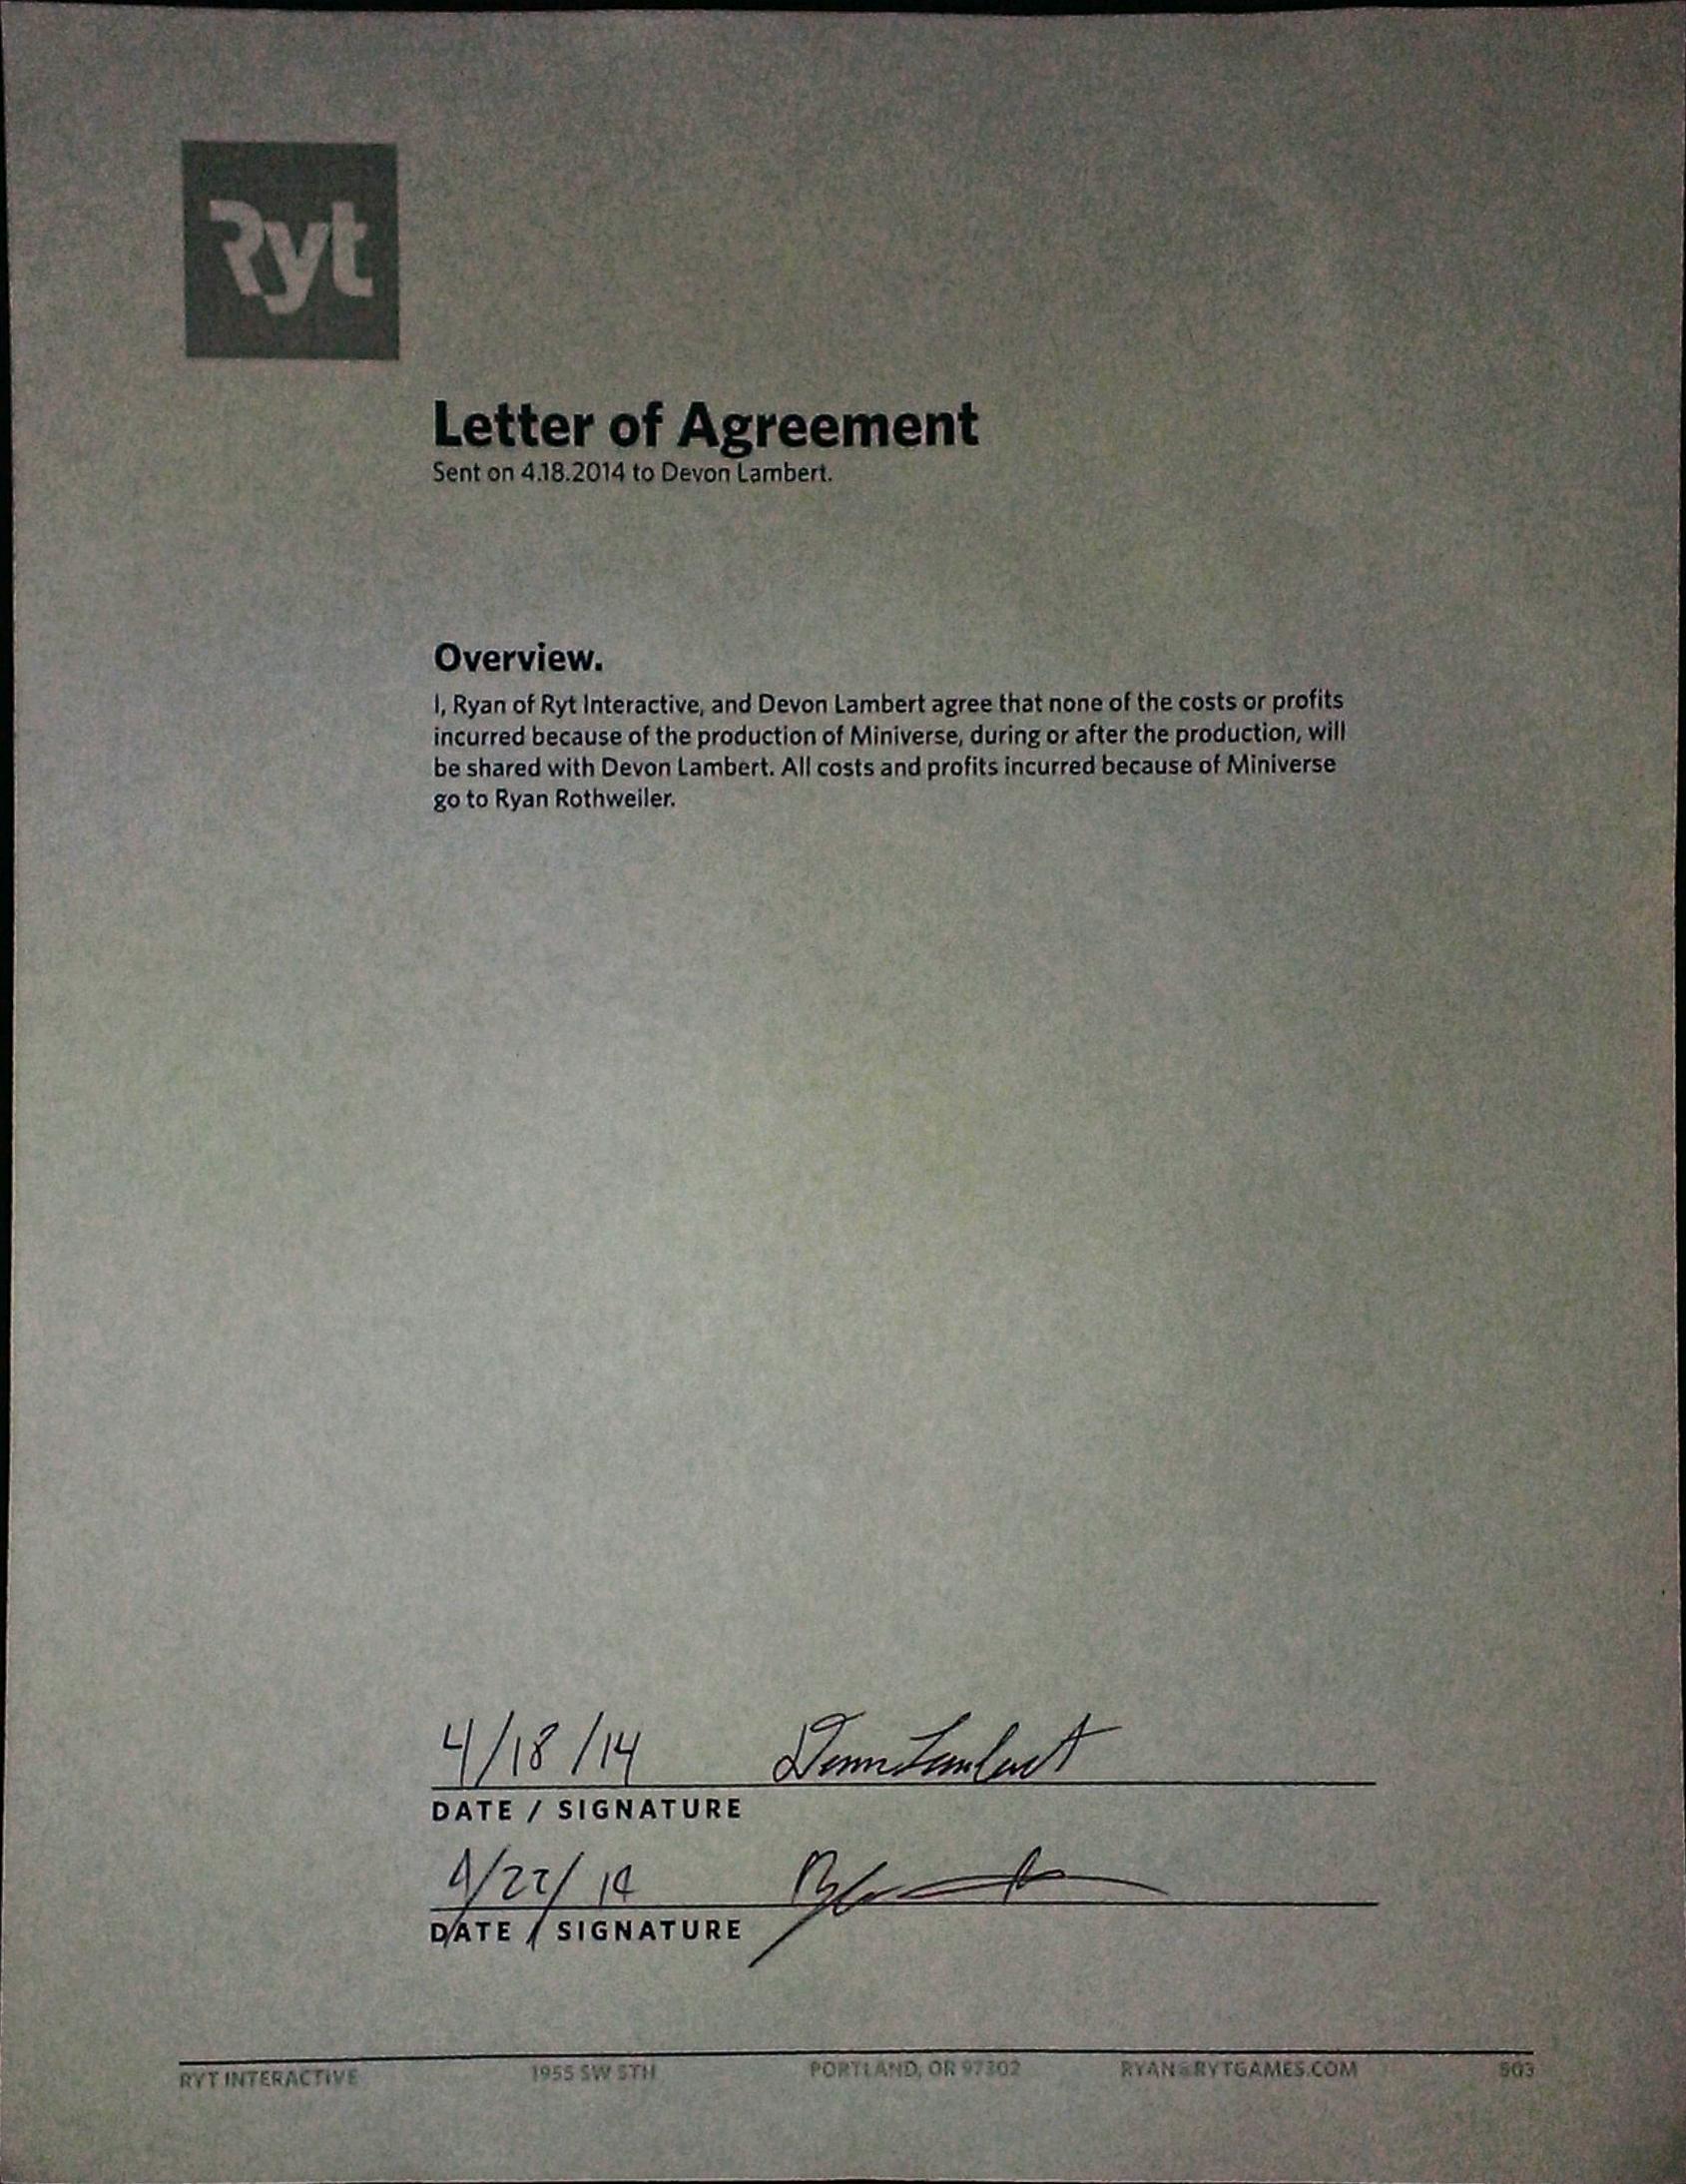 Ryt
Letter of Agreement
Sent on 4.18.2014 to Devon Lambert.
Overview.
I, Ryan of Ryt Interactive, and Devon Lambert agree that none of the costs or profits
incurred because of the production of Miniverse, during or after the production, will
be shared with Devon Lambert. All costs and profits incurred because of Miniverse
go to Ryan Rothweiler.
4/18/14 Devon Lambert
DATE / SIGNATURE
4/22/14
DATE / SIGNATURE
RYT INTERACTIVE 1955 SW 5TH PORTLAND, OR 97302 RYAN@RYTGAMES.COM 503